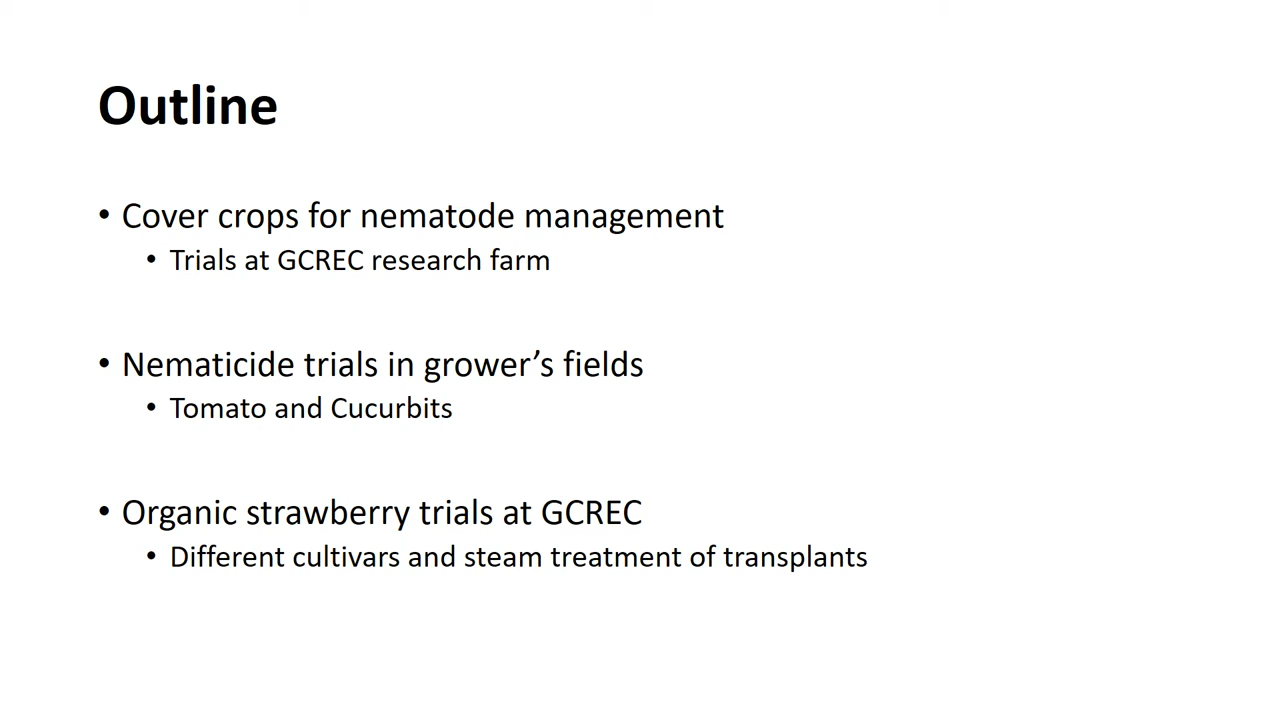 Outline
• Cover crops for nematode management
• Trials at GCREC research farm
• Nematicide trials in grower’s fields
• Tomato and Cucurbits
• Organic strawberry trials at GCREC
• Different cultivars and steam treatment of transplants